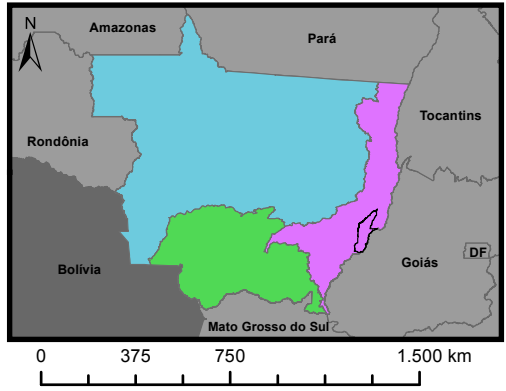 N
Amazonas
Pará
Tocantins
Rondônia
Bolívia
Goiás
DF
Mato Grosso do Sul
0 375 750 1.500 km